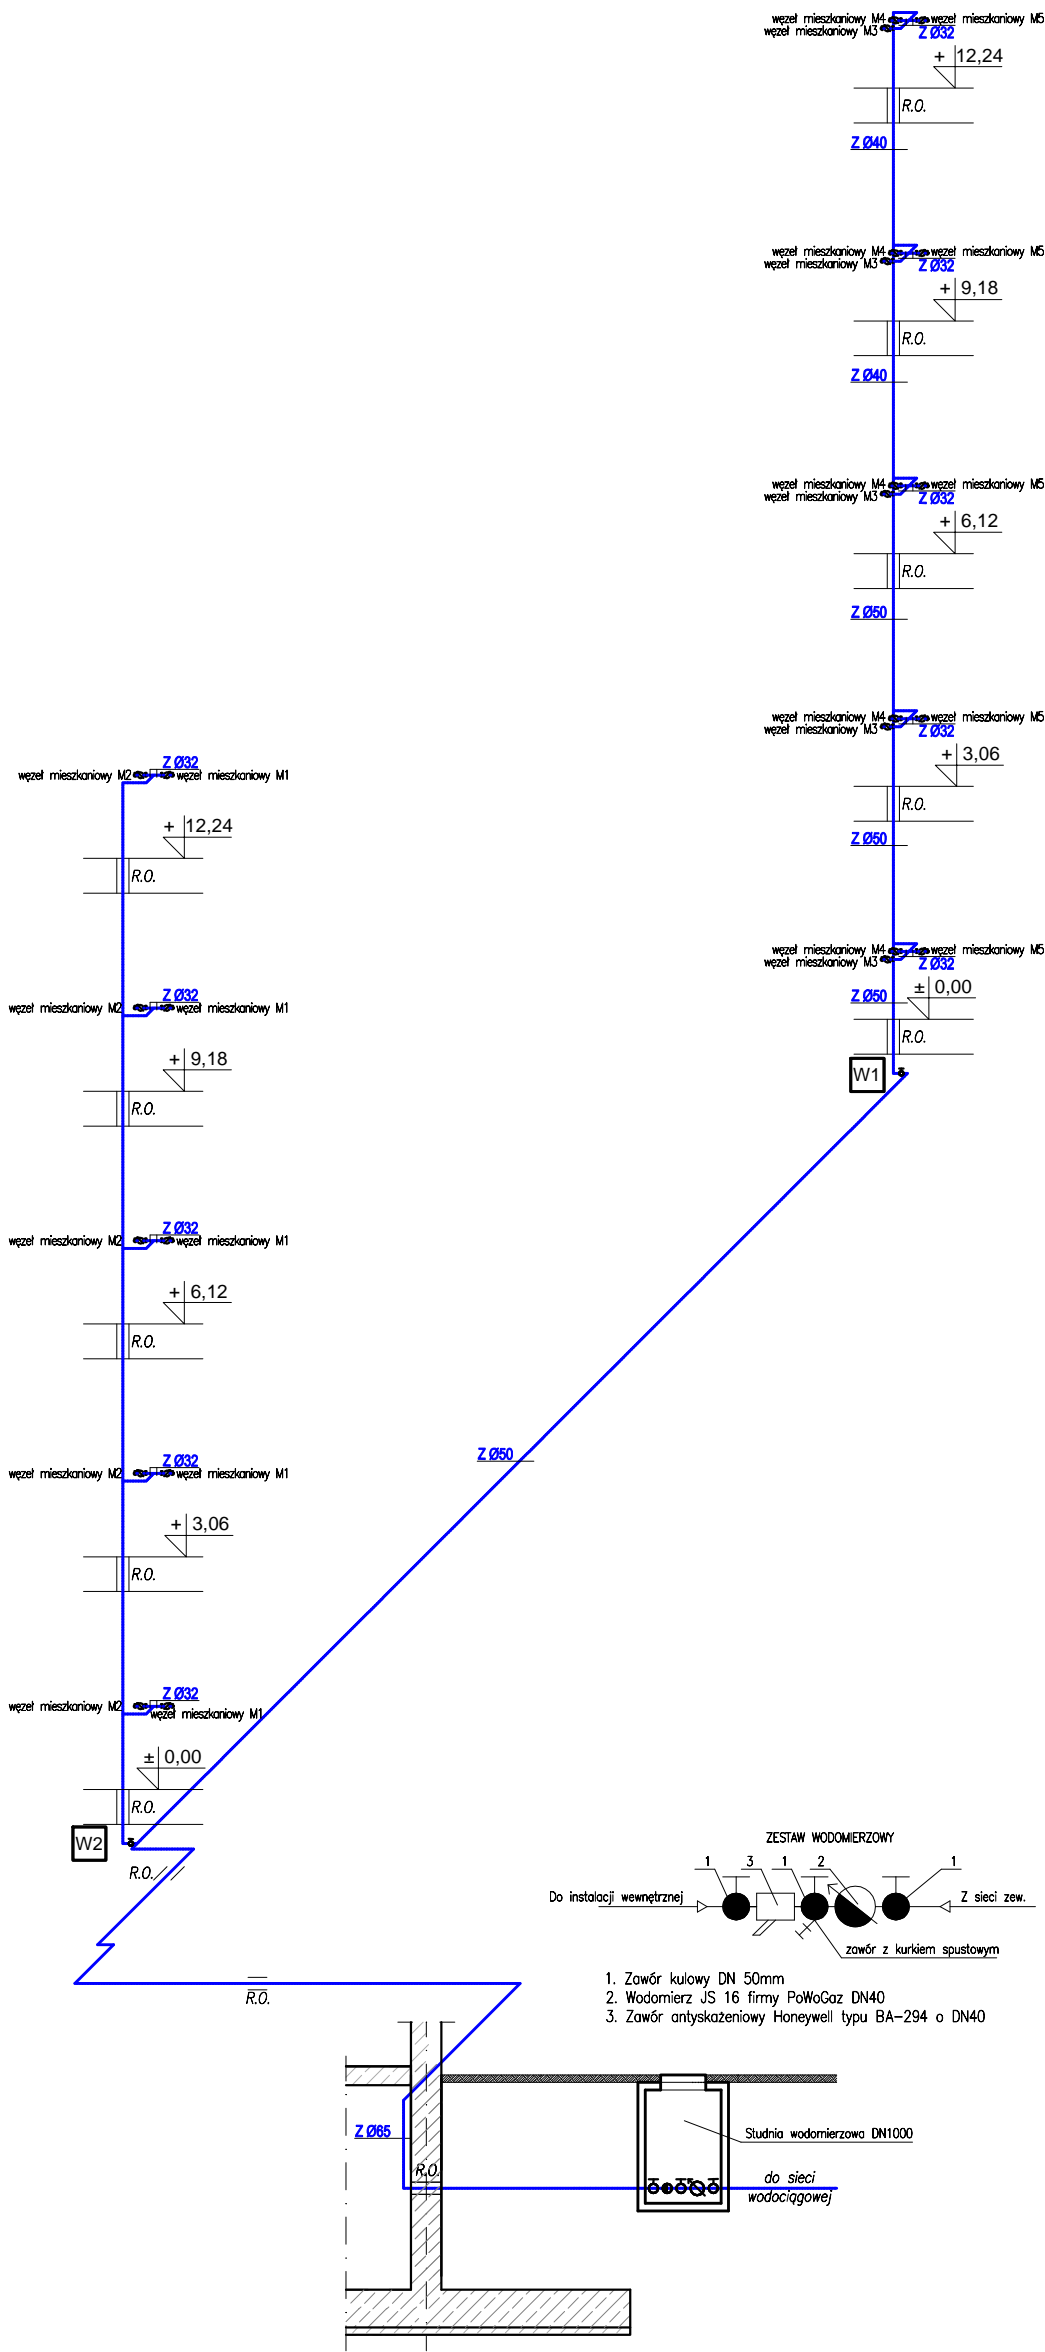 węzeł mieszkaniowy M4 węzeł mieszkaniowy M5
węzeł mieszkaniowy M3 Z Ø32
+ 12,24
R.O.
Z Ø40
węzeł mieszkaniowy M4 węzeł mieszkaniowy M5
węzeł mieszkaniowy M3 Z Ø32
+ 9,18
R.O.
Z Ø40
węzeł mieszkaniowy M4 węzeł mieszkaniowy M5
węzeł mieszkaniowy M3 Z Ø32
+ 6,12
R.O.
Z Ø50
węzeł mieszkaniowy M4 węzeł mieszkaniowy M5
węzeł mieszkaniowy M3 Z Ø32
+ 3,06
R.O.
Z Ø50
węzeł mieszkaniowy M4 węzeł mieszkaniowy M5
węzeł mieszkaniowy M3 Z Ø32
± 0,00
Z Ø50
R.O.
W1
Z Ø32
węzeł mieszkaniowy M2 węzeł mieszkaniowy M1
+ 12,24
R.O.
Z Ø32
węzeł mieszkaniowy M2 węzeł mieszkaniowy M1
+ 9,18
R.O.
Z Ø32
węzeł mieszkaniowy M2 węzeł mieszkaniowy M1
+ 6,12
R.O.
Z Ø50
Z Ø32
węzeł mieszkaniowy M2 węzeł mieszkaniowy M1
+ 3,06
R.O.
Z Ø32
węzeł mieszkaniowy M2
węzeł mieszkaniowy M1
± 0,00
R.O.
W2
R.O.
R.O.
ZESTAW WODOMIERZOWY
1 3 1 2 1
Do instalacji wewnętrznej Z sieci zew.
zawór z kurkiem spustowym
1. Zawór kulowy DN 50mm
2. Wodomierz JS 16 firmy PoWoGaz DN40
3. Zawór antyskażeniowy Honeywell typu BA-294 o DN40
Z Ø65
R.O.
Studnia wodomierzowa DN1000
do sieci
wodociągowej